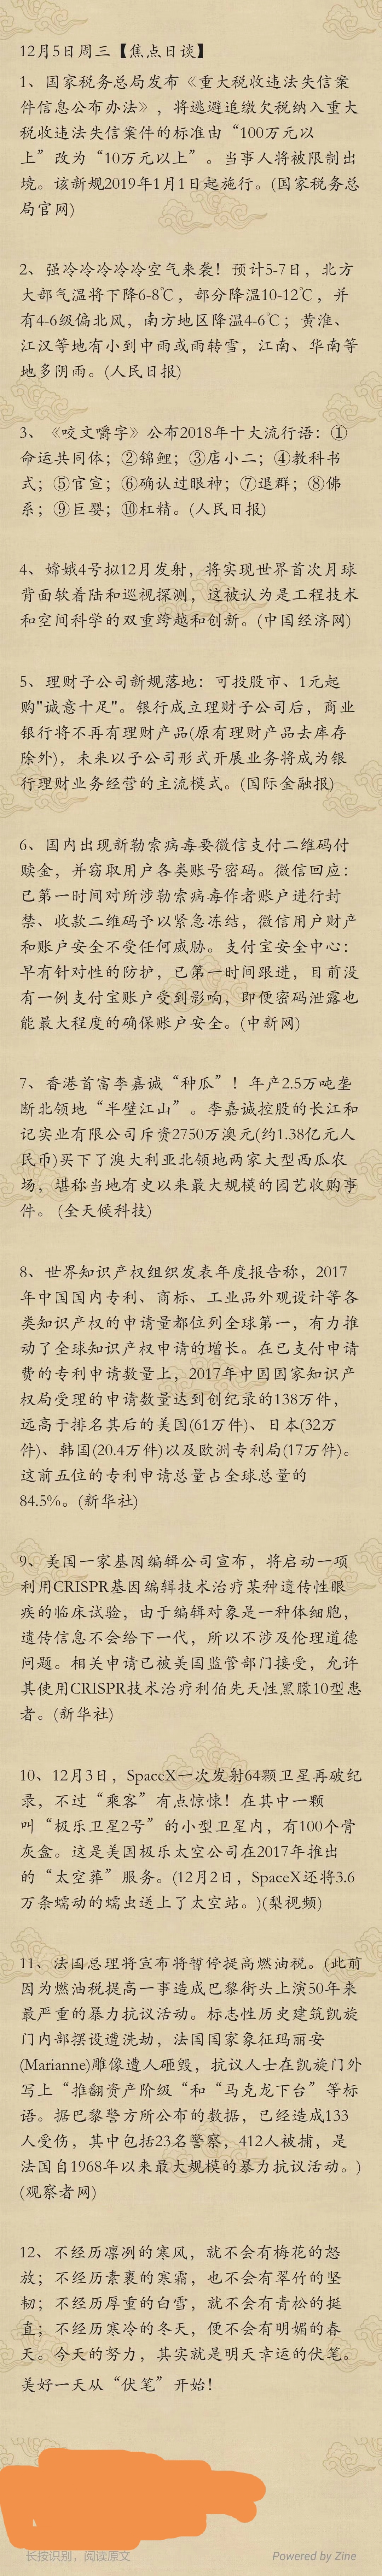 12月5日周三【焦点日谈】
1、国家税务总局发布《重大税收违法失信案
件信息公布办法》，将逃避追缴欠税纳入重大
税收违法失信案件的标准由“100万元以
上”改为“10万元以上”。当事人将被限制出
境。该新规2019年1月1日起施行。(国家税务总
局官网)
2、强冷冷冷冷冷空气来袭！预计5-7日，北方
大部气温将下降6-8℃，部分降温10-12℃，并
有4-6级偏北风，南方地区降温4-6℃；黄淮、
江汉等地有小到中雨或雨转雪，江南、华南等
地多阴雨。(人民日报)
3、《咬文嚼字》公布2018年十大流行语：①
命运共同体；②锦鲤；③店小二；④教科书
式；⑤官宣；⑥确认过眼神；⑦退群；⑧佛
系；⑨巨婴；⑩杠精。(人民日报)
4、嫦娥4号拟12月发射，将实现世界首次月球
背面软着陆和巡视探测，这被认为是工程技术
和空间科学的双重跨越和创新。(中国经济网)
5、理财子公司新规落地：可投股市、1元起
购"诚意十足"。银行成立理财子公司后，商业
银行将不再有理财产品(原有理财产品去库存
除外)，未来以子公司形式开展业务将成为银
行理财业务经营的主流模式。(国际金融报)
6、国内出现新勒索病毒要微信支付二维码付
赎金，并窃取用户各类账号密码。微信回应：
已第一时间对所涉勒索病毒作者账户进行封
禁、收款二维码予以紧急冻结，微信用户财产
和账户安全不受任何威胁。支付宝安全中心：
早有针对性的防护，已第一时间跟进，目前没
有一例支付宝账户受到影响，即便密码泄露也
能最大程度的确保账户安全。(中新网)
7、香港首富李嘉诚“种瓜”！年产2.5万吨垄
断北领地“半壁江山”。李嘉诚控股的长江和
记实业有限公司斥资2750万澳元(约1.38亿元人
民币)买下了澳大利亚北领地两家大型西瓜农
场，堪称当地有史以来最大规模的园艺收购事
件。(全天候科技)
8、世界知识产权组织发表年度报告称，2017
年中国国内专利、商标、工业品外观设计等各
类知识产权的申请量都位列全球第一，有力推
动了全球知识产权申请的增长。在已支付申请
费的专利申请数量上，2017年中国国家知识产
权局受理的申请数量达到创纪录的138万件，
远高于排名其后的美国(61万件)、日本(32万
件)、韩国(20.4万件)以及欧洲专利局(17万件)。
这前五位的专利申请总量占全球总量的
84.5%。(新华社)
9、美国一家基因编辑公司宣布，将启动一项
利用CRISPR基因编辑技术治疗某种遗传性眼
疾的临床试验，由于编辑对象是一种体细胞，
遗传信息不会给下一代，所以不涉及伦理道德
问题。相关申请已被美国监管部门接受，允许
其使用CRISPR技术治疗利伯先天性黑朦10型患
者。(新华社)
10、12月3日，SpaceX一次发射64颗卫星再破纪
录，不过“乘客”有点惊悚！在其中一颗
叫“极乐卫星2号”的小型卫星内，有100个骨
灰盒。这是美国极乐太空公司在2017年推出
的“太空葬”服务。(12月2日，SpaceX还将3.6
万条蠕动的蠕虫送上了太空站。)(梨视频)
11、法国总理将宣布将暂停提高燃油税。(此前
因为燃油税提高一事造成巴黎街头上演50年来
最严重的暴力抗议活动。标志性历史建筑凯旋
门内部摆设遭洗劫，法国国家象征玛丽安
(Marianne)雕像遭人砸毁，抗议人士在凯旋门外
写上“推翻资产阶级“和“马克龙下台”等标
语。据巴黎警方所公布的数据，已经造成133
人受伤，其中包括23名警察，412人被捕，是
法国自1968年以来最大规模的暴力抗议活动。)
(观察者网)
12、不经历凛冽的寒风，就不会有梅花的怒
放；不经历素裹的寒霜，也不会有翠竹的坚
韧；不经历厚重的白雪，就不会有青松的挺
直；不经历寒冷的冬天，便不会有明媚的春
天。今天的努力，其实就是明天幸运的伏笔。
美好一天从“伏笔”开始！
长按识别，阅读原文
Powered by Zine